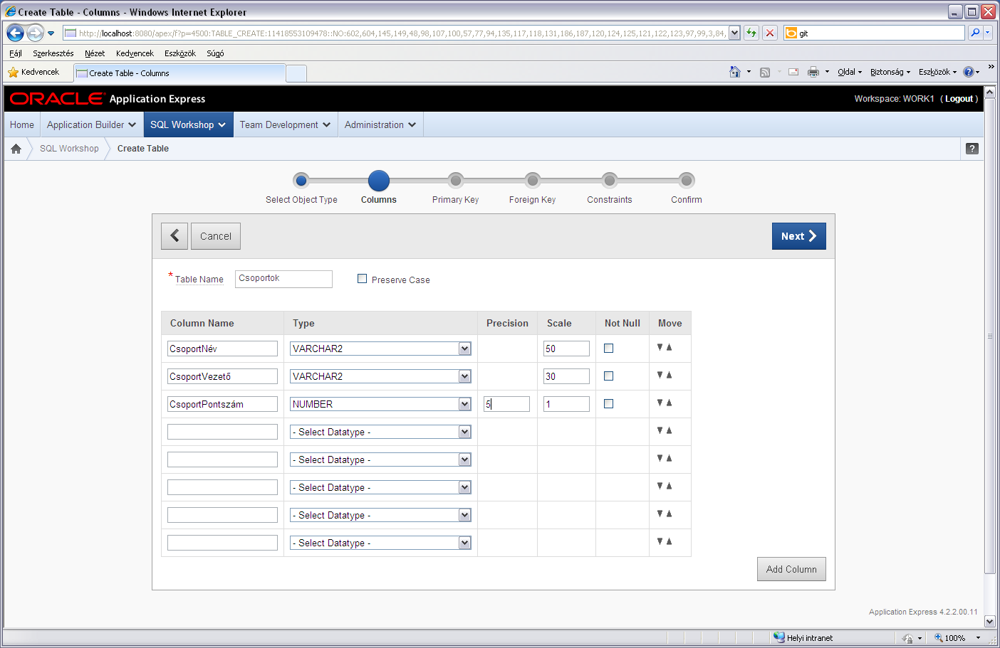 Create Table - Columns - Windows Internet Explorer
http://localhost:8080/apex/f?p=4500:TABLE_CREATE:11418553109478::NO:602,604,145,149,48,98,107,100,57,77,94,135,117,118,131,186,187,120,124,125,121,122,123,97,99,3,84, git
Fájl Szerkesztés Nézet Kedvencek Eszközök Súgó
Kedvencek Create Table - Columns Oldal Biztonság Eszközök
ORACLE Application Express Workspace: WORK1 ( Logout )
Home Application Builder SQL Workshop Team Development Administration
SQL Workshop Create Table ?
Select Object Type Columns Primary Key Foreign Key Constraints Confirm
Cancel Next
* Table Name Csoportok Preserve Case
Column Name Type Precision Scale Not Null Move
CsoportNév VARCHAR2 50
CsoportVezető VARCHAR2 30
CsoportPontszám NUMBER 5 1
- Select Datatype -
- Select Datatype -
- Select Datatype -
- Select Datatype -
- Select Datatype -
Add Column
Application Express 4.2.2.00.11
Helyi intranet 100%